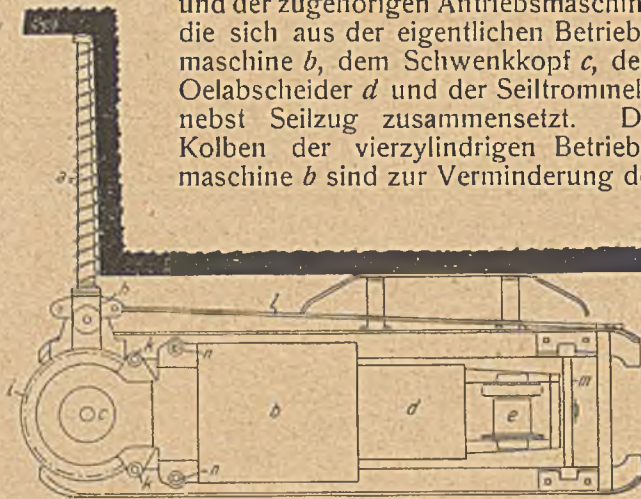 und der zugehörigen Antriebsmaschin
die sich aus der eigentlichen Betrieb
maschine b, dem Schwenkkopf c, de
Oelabscheider d und der Seiltrommel
nebst Seilzug zusammensetzt. D
Kolben der vierzylindrigen Betrieb
maschine b sind zur Verminderung de
a
h
l
k
n
i
c
b
d
e
m
k
n